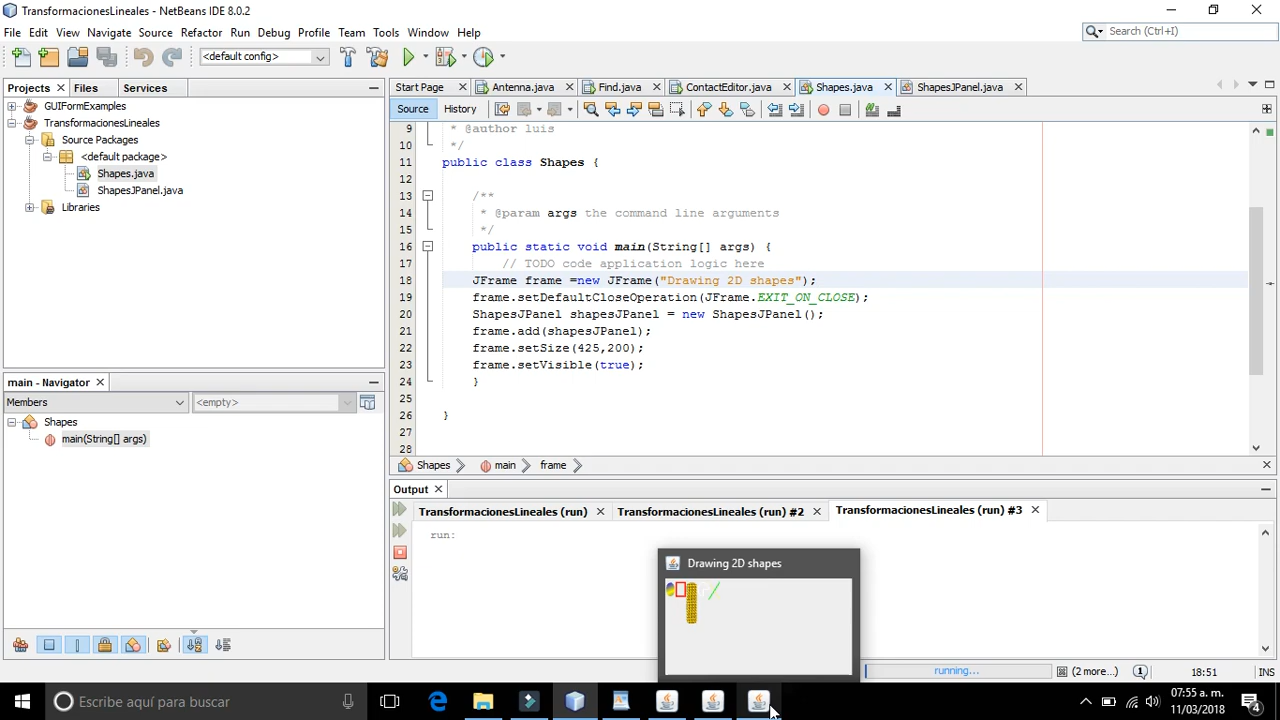 TransformacionesLineales - NetBeans IDE 8.0.2
File Edit View Navigate Source Refactor Run Debug Profile Team Tools Window Help
Search (Ctrl+I)
<default config>
Projects Files Services
Start Page Antenna.java Find.java ContactEditor.java Shapes.java ShapesJPanel.java
GUIFormExamples
TransformacionesLineales
Source Packages
<default package>
Shapes.java
ShapesJPanel.java
Libraries
Source History
9 * @author luis
10 */
11 public class Shapes {
12
13 /**
14 * @param args the command line arguments
15 */
16 public static void main(String[] args) {
17 // TODO code application logic here
18 JFrame frame =new JFrame("Drawing 2D shapes");
19 frame.setDefaultCloseOperation(JFrame.EXIT_ON_CLOSE);
20 ShapesJPanel shapesJPanel = new ShapesJPanel();
21 frame.add(shapesJPanel);
22 frame.setSize(425,200);
23 frame.setVisible(true);
24 }
25
26 }
27
28
main - Navigator
Members <empty>
Shapes
main(String[] args)
Shapes main frame
Output
TransformacionesLineales (run) TransformacionesLineales (run) #2 TransformacionesLineales (run) #3
run:
Drawing 2D shapes
running... (2 more...) 1 18:51 INS
Escribe aquí para buscar
07:55 a. m.
11/03/2018
4